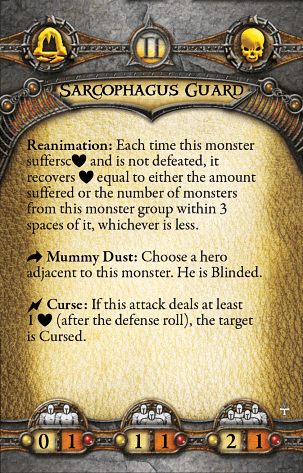 II
SARCOPHAGUS GUARD
Reanimation: Each time this monster
suffersc♥ and is not defeated, it
recovers ♥ equal to either the amount
suffered or the number of monsters
from this monster group within 3
spaces of it, whichever is less.
Mummy Dust: Choose a hero
adjacent to this monster. He is Blinded.
Curse: If this attack deals at least
1 ♥ (after the defense roll), the target
is Cursed.
0 1 1 1 2 1